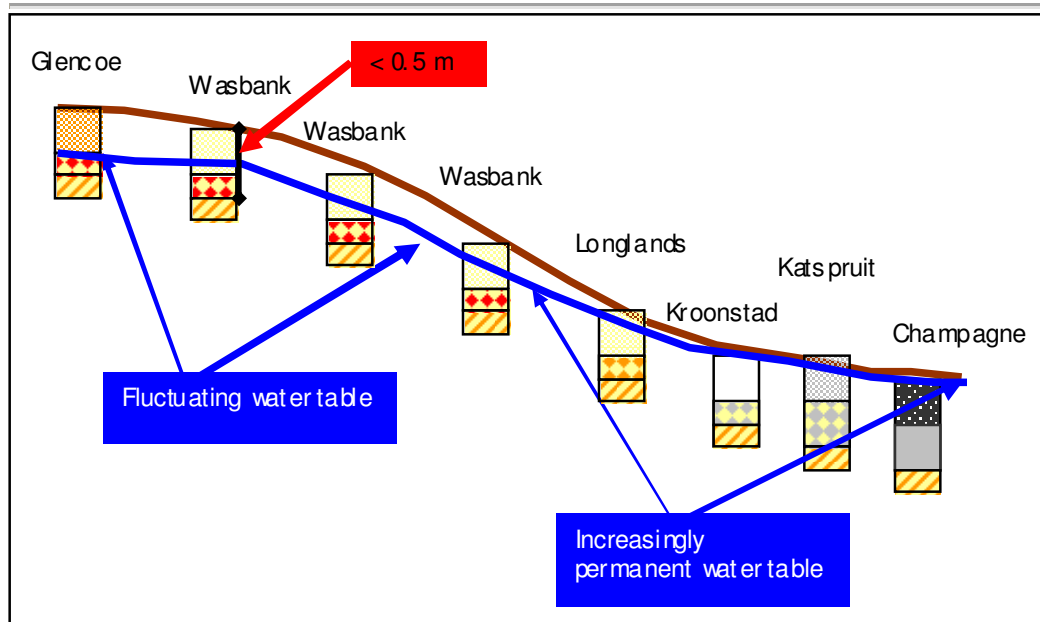 Glencoe
< 0.5 m
Wasbank
Wasbank
Wasbank
Longlands
Katspruit
Kroonstad
Champagne
Fluctuating water table
Increasingly
permanent water table